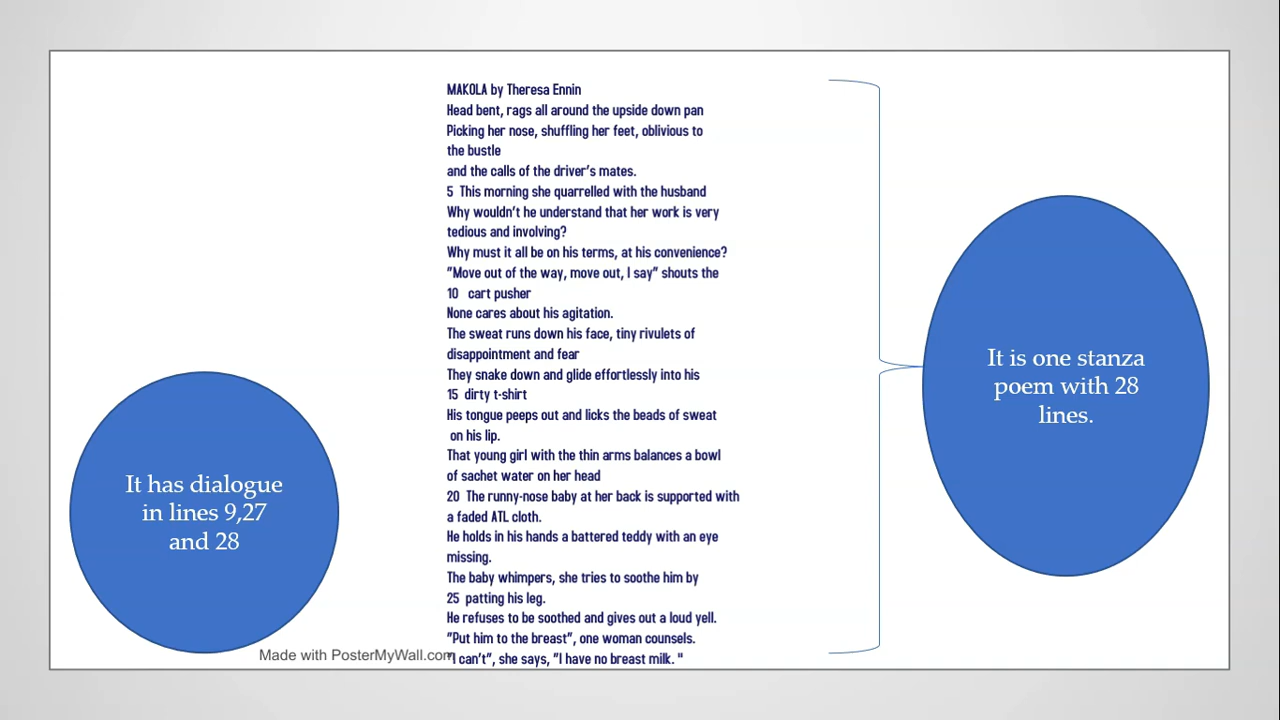 MAKOLA by Theresa Ennin
Head bent, rags all around the upside down pan
Picking her nose, shuffling her feet, oblivious to
the bustle
and the calls of the driver's mates.
5 This morning she quarrelled with the husband
Why wouldn't he understand that her work is very
tedious and involving?
Why must it all be on his terms, at his convenience?
"Move out of the way, move out, I say" shouts the
10 cart pusher
None cares about his agitation.
The sweat runs down his face, tiny rivulets of
disappointment and fear
They snake down and glide effortlessly into his
15 dirty t-shirt
His tongue peeps out and licks the beads of sweat
on his lip.
That young girl with the thin arms balances a bowl
of sachet water on her head
20 The runny-nose baby at her back is supported with
a faded ATL cloth.
He holds in his hands a battered teddy with an eye
missing.
The baby whimpers, she tries to soothe him by
25 patting his leg.
He refuses to be soothed and gives out a loud yell.
"Put him to the breast", one woman counsels.
"I can't", she says, "I have no breast milk. "
It has dialogue
in lines 9,27
and 28
It is one stanza
poem with 28
lines.
Made with PosterMyWall.com